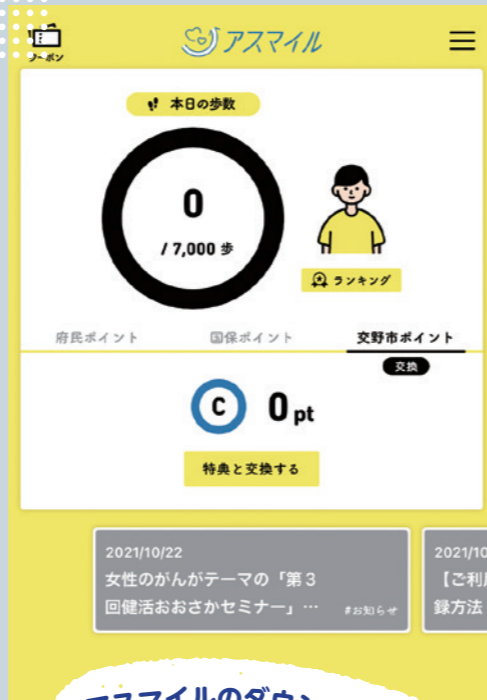 クーポン
アスマイル
本日の歩数
0
/ 7,000 歩
ランキング
府民ポイント
国保ポイント
交野市ポイント
交換
C 0 pt
特典と交換する
2021/10/22
女性のがんがテーマの「第3
回健活おおさかセミナー」…
#お知らせ
2021/10
【ご利
録方法
アスマイルのダウン